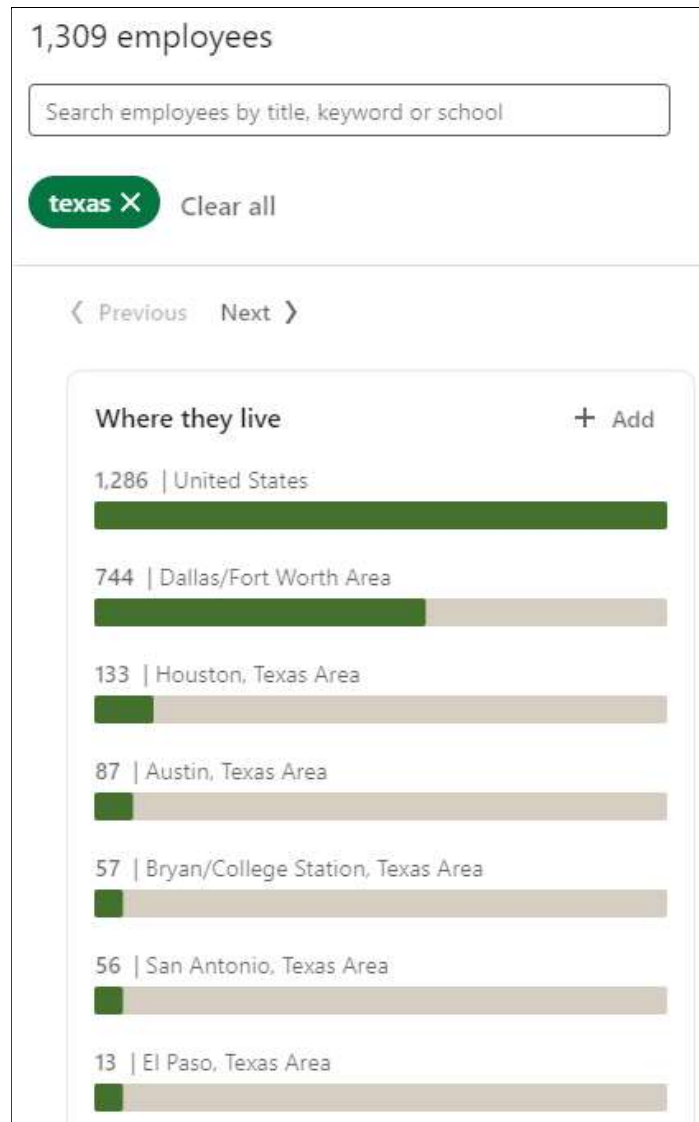 1,309 employees
Search employees by title, keyword or school
texas ✕ Clear all
❮ Previous Next ❯
Where they live + Add
1,286 | United States
744 | Dallas/Fort Worth Area
133 | Houston, Texas Area
87 | Austin, Texas Area
57 | Bryan/College Station, Texas Area
56 | San Antonio, Texas Area
13 | El Paso, Texas Area